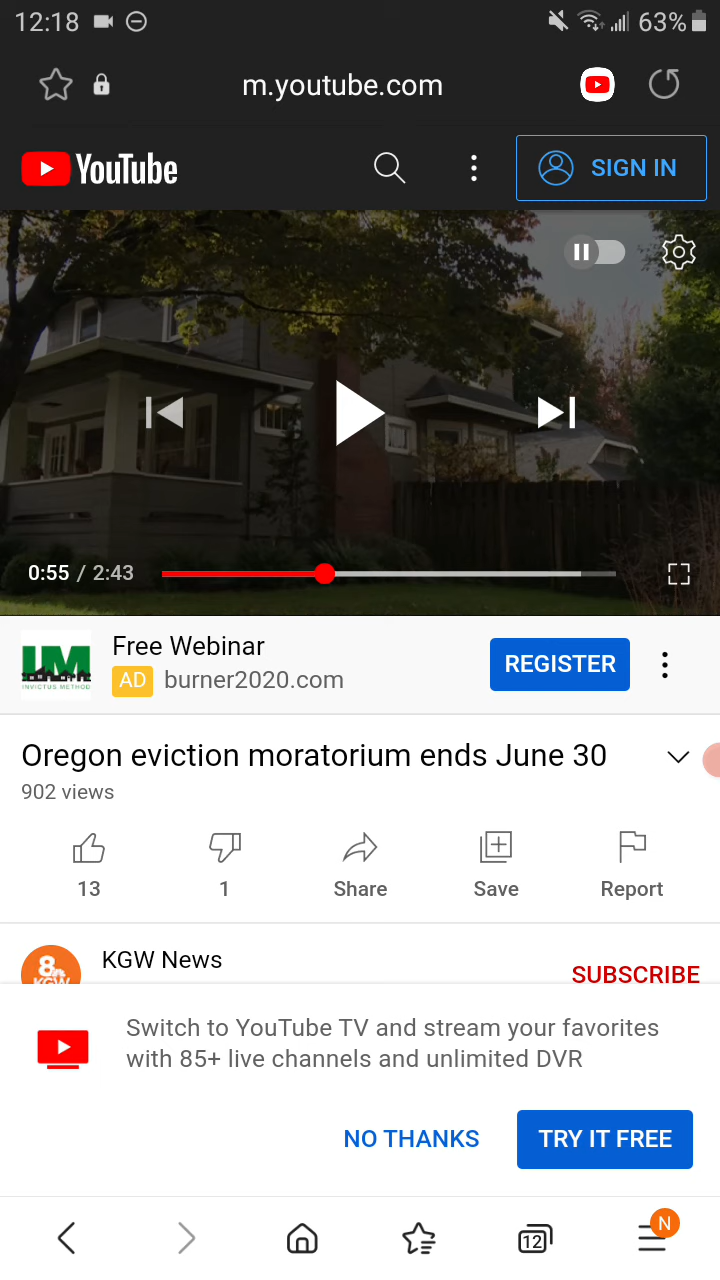 12:18
63%
m.youtube.com
YouTube
SIGN IN
0:55 / 2:43
IM
INVICTUS METHOD
Free Webinar
AD burner2020.com
REGISTER
Oregon eviction moratorium ends June 30
902 views
13
1
Share
Save
Report
8
KGW
KGW News
SUBSCRIBE
Switch to YouTube TV and stream your favorites
with 85+ live channels and unlimited DVR
NO THANKS
TRY IT FREE
12
N